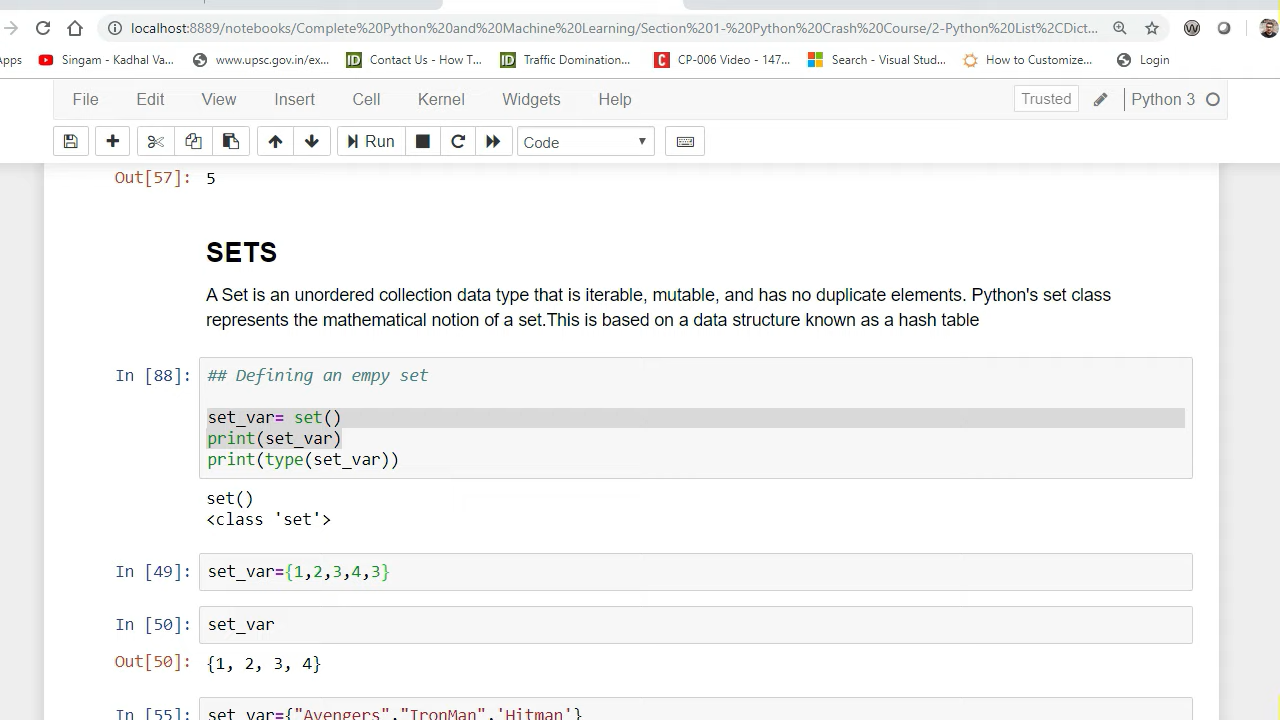 localhost:8889/notebooks/Complete%20Python%20and%20Machine%20Learning/Section%201-%20Python%20Crash%20Course/2-Python%20List%2CDict...
pps Singam - Kadhal Va... www.upsc.gov.in/ex... ID Contact Us - How T... ID Traffic Domination... C CP-006 Video - 147... Search - Visual Stud... How to Customize... Login
File Edit View Insert Cell Kernel Widgets Help Trusted Python 3
Run Code
Out[57]: 5
SETS
A Set is an unordered collection data type that is iterable, mutable, and has no duplicate elements. Python's set class
represents the mathematical notion of a set.This is based on a data structure known as a hash table
In [88]: ## Defining an empy set
set_var= set()
print(set_var)
print(type(set_var))
set()
<class 'set'>
In [49]: set_var={1,2,3,4,3}
In [50]: set_var
Out[50]: {1, 2, 3, 4}
In [55]: set_var={"Avengers","IronMan",'Hitman'}